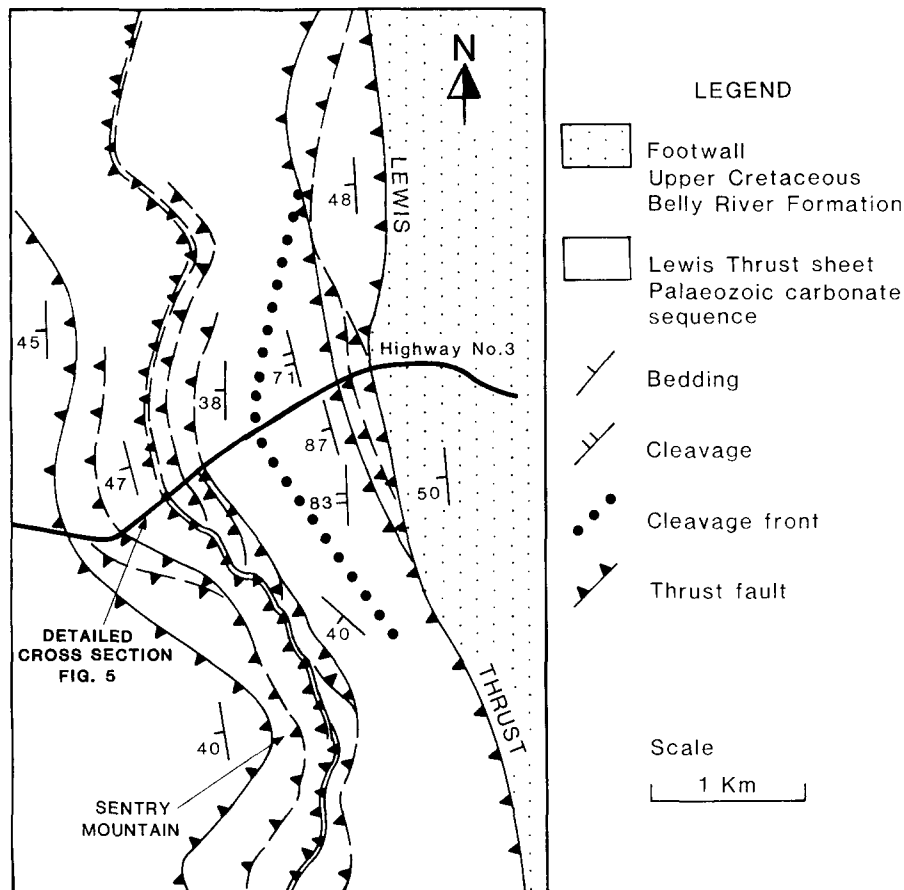 N
LEWIS
48
45
Highway No.3
71
38
87
47
83
50
DETAILED
CROSS SECTION
FIG. 5
40
THRUST
40
SENTRY
MOUNTAIN
LEGEND
Footwall
Upper Cretaceous
Belly River Formation
Lewis Thrust sheet
Palaeozoic carbonate
sequence
Bedding
Cleavage
Cleavage front
Thrust fault
Scale
1 Km